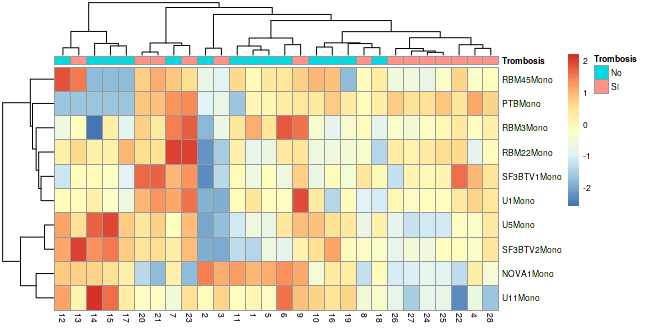 Trombosis
RBM45Mono
PTBMono
RBM3Mono
RBM22Mono
SF3BTV1Mono
U1Mono
U5Mono
SF3BTV2Mono
NOVA1Mono
U11Mono
12 13 14 15 17 20 21 7 23 2 3 11 1 5 6 9 10 16 19 8 18 26 27 24 25 22 4 28
2
1
0
-1
-2
Trombosis
No
SI